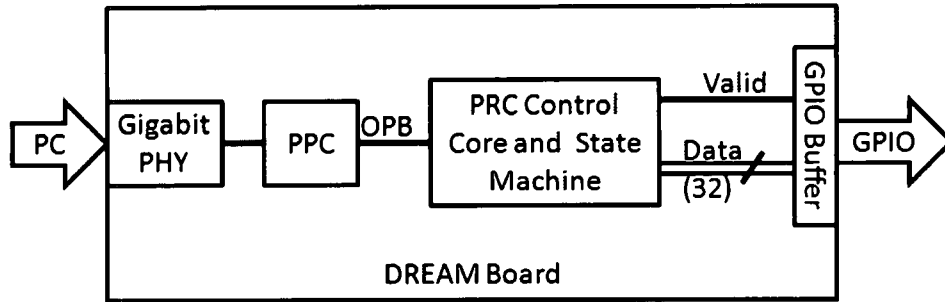 PC
Gigabit
PHY
PPC
OPB
PRC Control
Core and State
Machine
Valid
Data
(32)
GPIO Buffer
GPIO
DREAM Board